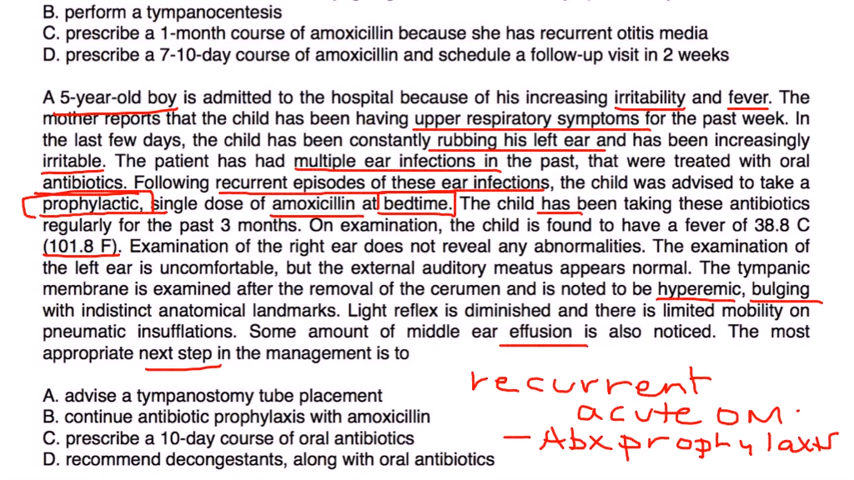 B. perform a tympanocentesis
C. prescribe a 1-month course of amoxicillin because she has recurrent otitis media
D. prescribe a 7-10-day course of amoxicillin and schedule a follow-up visit in 2 weeks
A 5-year-old boy is admitted to the hospital because of his increasing irritability and fever. The
mother reports that the child has been having upper respiratory symptoms for the past week. In
the last few days, the child has been constantly rubbing his left ear and has been increasingly
irritable. The patient has had multiple ear infections in the past, that were treated with oral
antibiotics. Following recurrent episodes of these ear infections, the child was advised to take a
prophylactic, single dose of amoxicillin at bedtime. The child has been taking these antibiotics
regularly for the past 3 months. On examination, the child is found to have a fever of 38.8 C
(101.8 F). Examination of the right ear does not reveal any abnormalities. The examination of
the left ear is uncomfortable, but the external auditory meatus appears normal. The tympanic
membrane is examined after the removal of the cerumen and is noted to be hyperemic, bulging
with indistinct anatomical landmarks. Light reflex is diminished and there is limited mobility on
pneumatic insufflations. Some amount of middle ear effusion is also noticed. The most
appropriate next step in the management is to
A. advise a tympanostomy tube placement
B. continue antibiotic prophylaxis with amoxicillin
C. prescribe a 10-day course of oral antibiotics
D. recommend decongestants, along with oral antibiotics
recurrent
acute OM.
- Abx prophylaxis